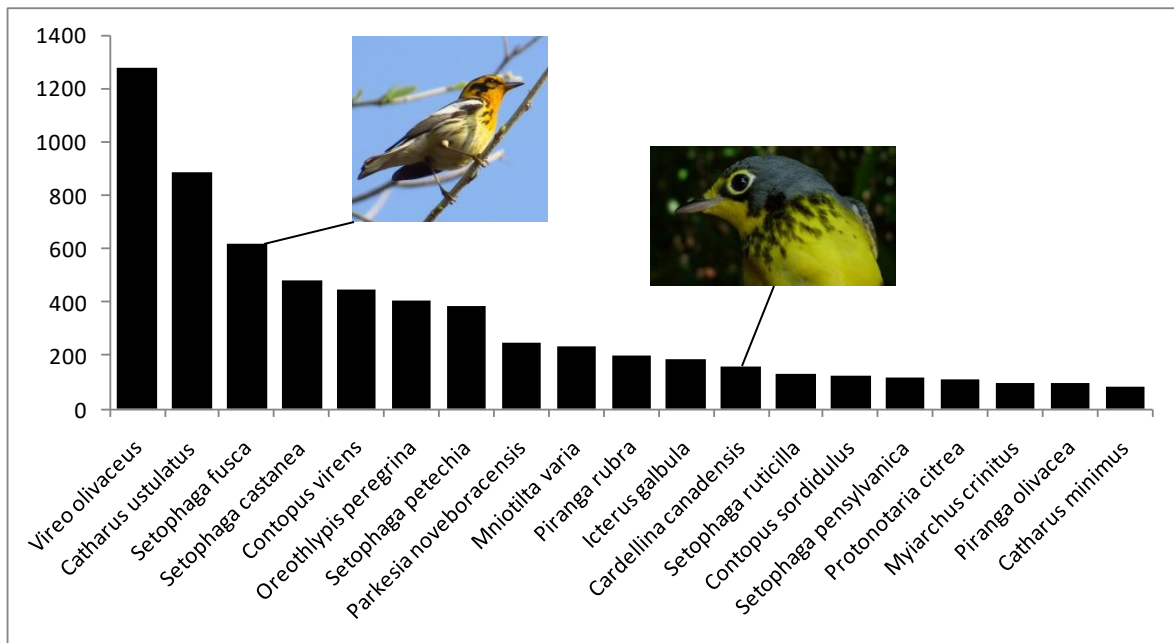 1400
1200
1000
800
600
400
200
0
Vireo olivaceus
Catharus ustulatus
Setophaga fusca
Setophaga castanea
Contopus virens
Oreothlypis peregrina
Setophaga petechia
Parkesia noveboracensis
Mniotilta varia
Piranga rubra
Icterus galbula
Cardellina canadensis
Setophaga ruticilla
Contopus sordidulus
Setophaga pensylvanica
Protonotaria citrea
Myiarchus crinitus
Piranga olivacea
Catharus minimus